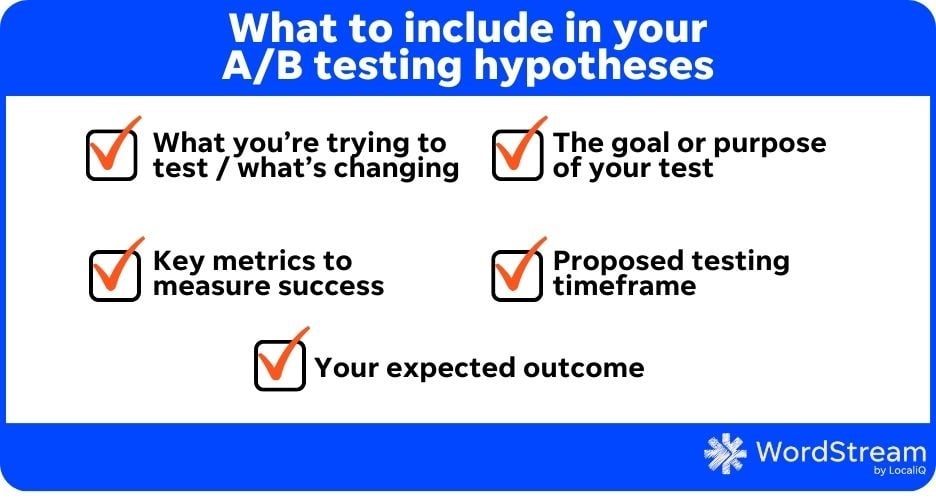 What to include in your
A/B testing hypotheses
What you're trying to
test / what's changing
The goal or purpose
of your test
Key metrics to
measure success
Proposed testing
timeframe
Your expected outcome
WordStream
by LocaliQ